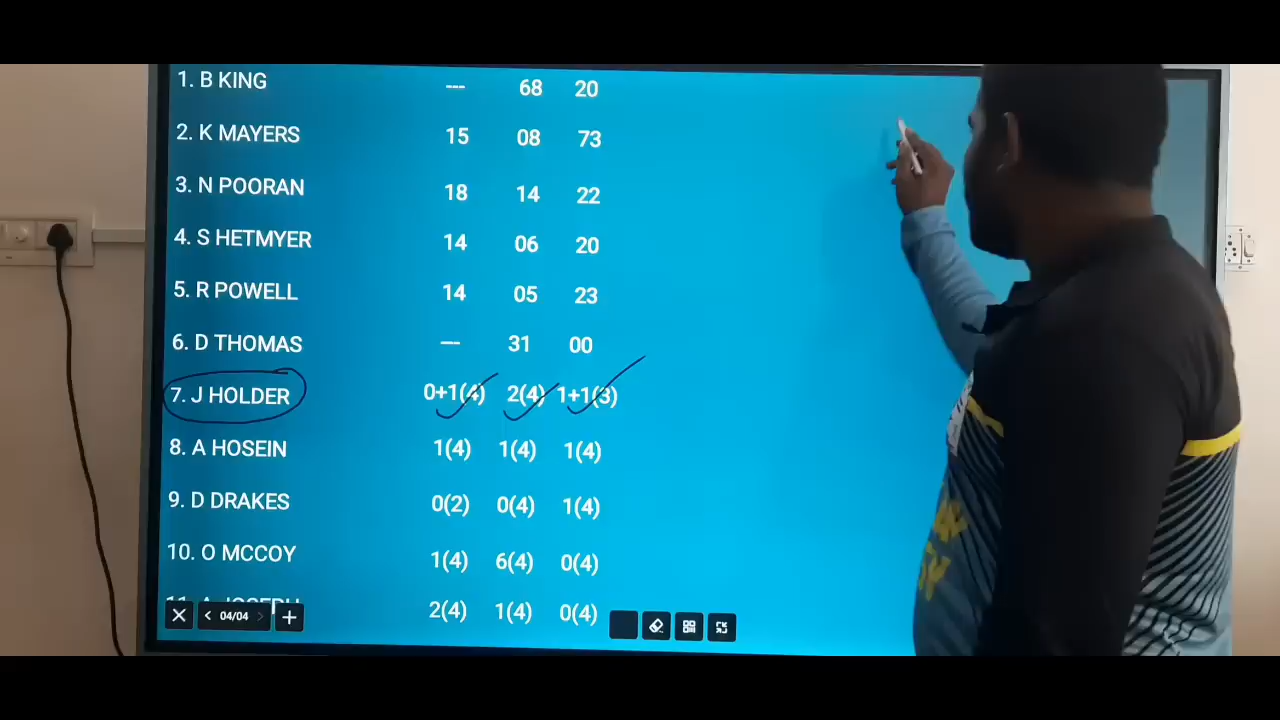 1. B KING --- 68 20
2. K MAYERS 15 08 73
3. N POORAN 18 14 22
4. S HETMYER 14 06 20
5. R POWELL 14 05 23
6. D THOMAS --- 31 00
7. J HOLDER 0+1(4) 2(4) 1+1(3)
8. A HOSEIN 1(4) 1(4) 1(4)
9. D DRAKES 0(2) 0(4) 1(4)
10. O MCCOY 1(4) 6(4) 0(4)
11. A JOSEPH 2(4) 1(4) 0(4)
04/04